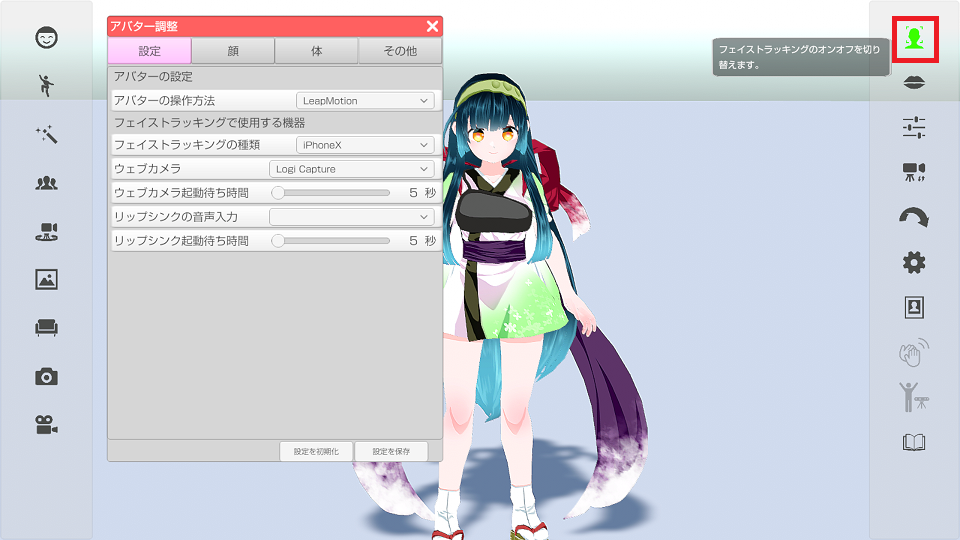 アバター調整
設定
顔
体
その他
アバターの設定
アバターの操作方法
LeapMotion
フェイストラッキングで使用する機器
フェイストラッキングの種類
iPhoneX
ウェブカメラ
Logi Capture
ウェブカメラ起動待ち時間
5 秒
リップシンクの音声入力
リップシンク起動待ち時間
5 秒
設定を初期化
設定を保存
フェイストラッキングのオンオフを切り
替えます。